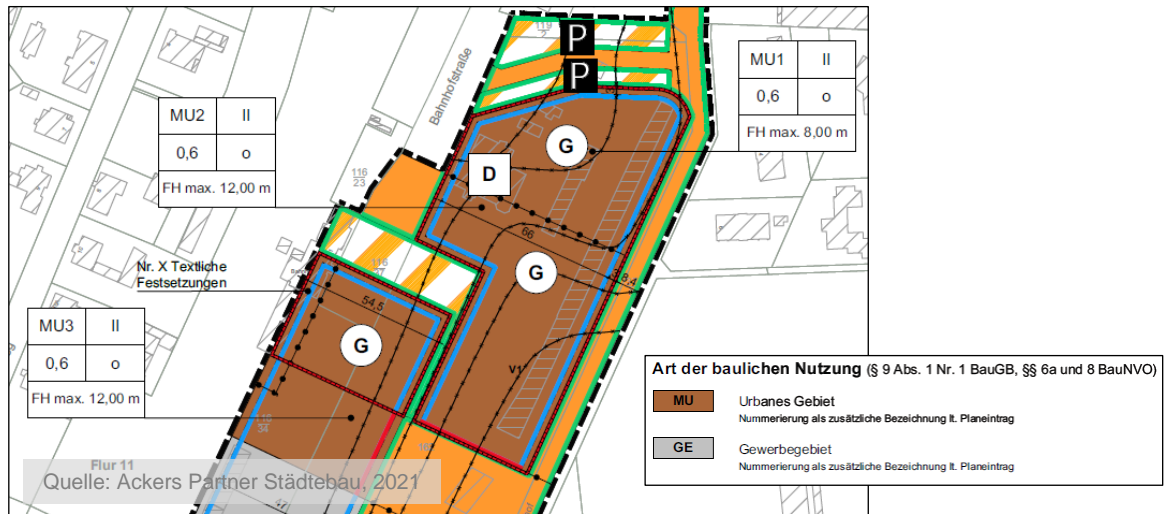 P
P
MU1 II
0,6 o
FH max. 8,00 m
Bahnhofstraße
MU2 II
0,6 o
FH max. 12,00 m
G
D
116
23
66
G
Nr. X Textliche
Festsetzungen
54,5
MU3 II
0,6 o
FH max. 12,00 m
G
V1
Art der baulichen Nutzung (§ 9 Abs. 1 Nr. 1 BauGB, §§ 6a und 8 BauNVO)
MU Urbanes Gebiet
Nummerierung als zusätzliche Bezeichnung lt. Planeintrag
GE Gewerbegebiet
Nummerierung als zusätzliche Bezeichnung lt. Planeintrag
Flur 11
Quelle: Ackers Partner Städtebau, 2021
47